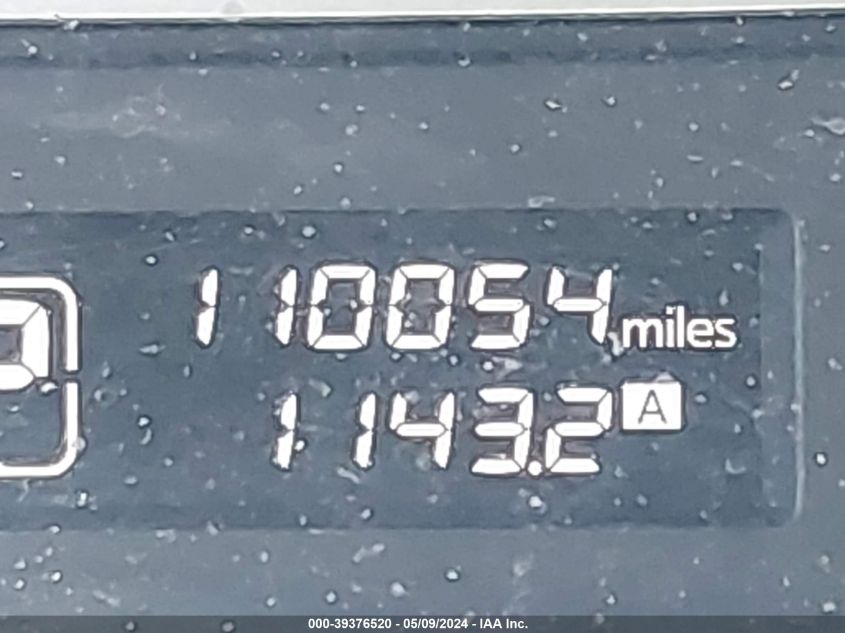 110054 miles
P
1143.2 A
000-39376520 - 05/09/2024 - IAA Inc.